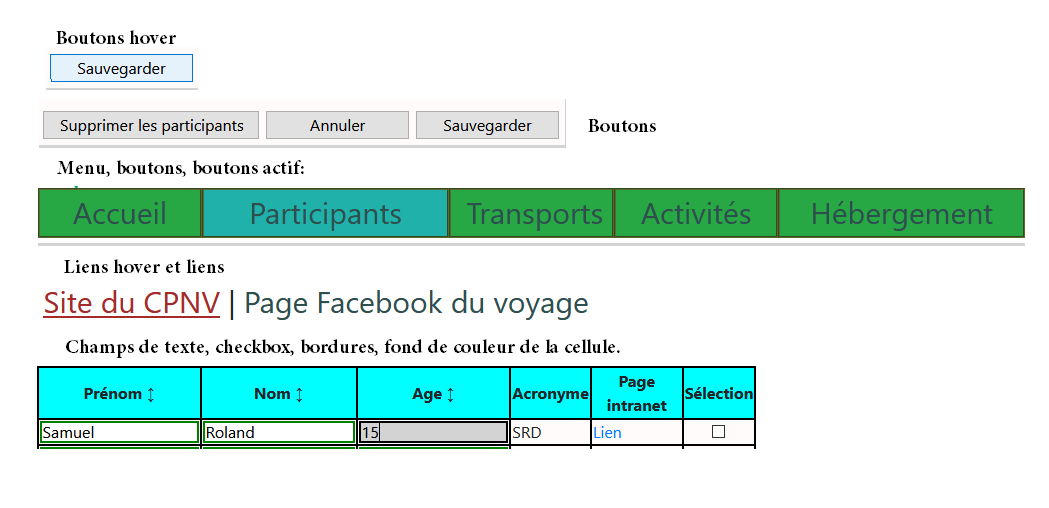 Boutons hover
Sauvegarder
Supprimer les participants Annuler Sauvegarder Boutons
Menu, boutons, boutons actif:
Accueil Participants Transports Activités Hébergement
Liens hover et liens
Site du CPNV | Page Facebook du voyage
Champs de texte, checkbox, bordures, fond de couleur de la cellule.
Prénom ↕ Nom ↕ Age ↕ Acronyme Page intranet Sélection
Samuel Roland 15 SRD Lien